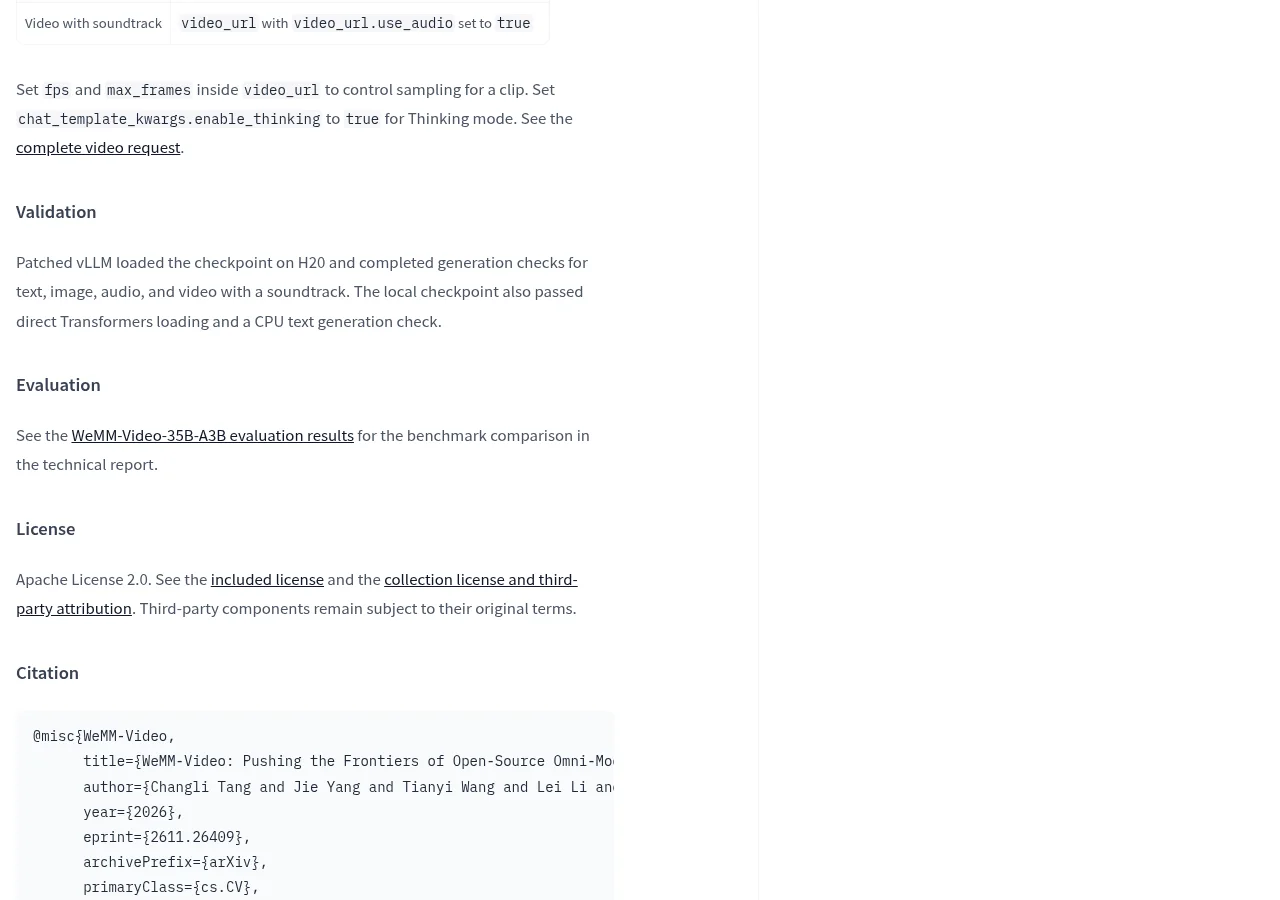 Video with soundtrack video_url with video_url.use_audio set to true
Set fps and max_frames inside video_url to control sampling for a clip. Set
chat_template_kwargs.enable_thinking to true for Thinking mode. See the
complete video request.
Validation
Patched vLLM loaded the checkpoint on H20 and completed generation checks for
text, image, audio, and video with a soundtrack. The local checkpoint also passed
direct Transformers loading and a CPU text generation check.
Evaluation
See the WeMM-Video-35B-A3B evaluation results for the benchmark comparison in
the technical report.
License
Apache License 2.0. See the included license and the collection license and third-
party attribution. Third-party components remain subject to their original terms.
Citation
@misc{WeMM-Video,
title={WeMM-Video: Pushing the Frontiers of Open-Source Omni-Mo
author={Changli Tang and Jie Yang and Tianyi Wang and Lei Li an
year={2026},
eprint={2611.26409},
archivePrefix={arXiv},
primaryClass={cs.CV},